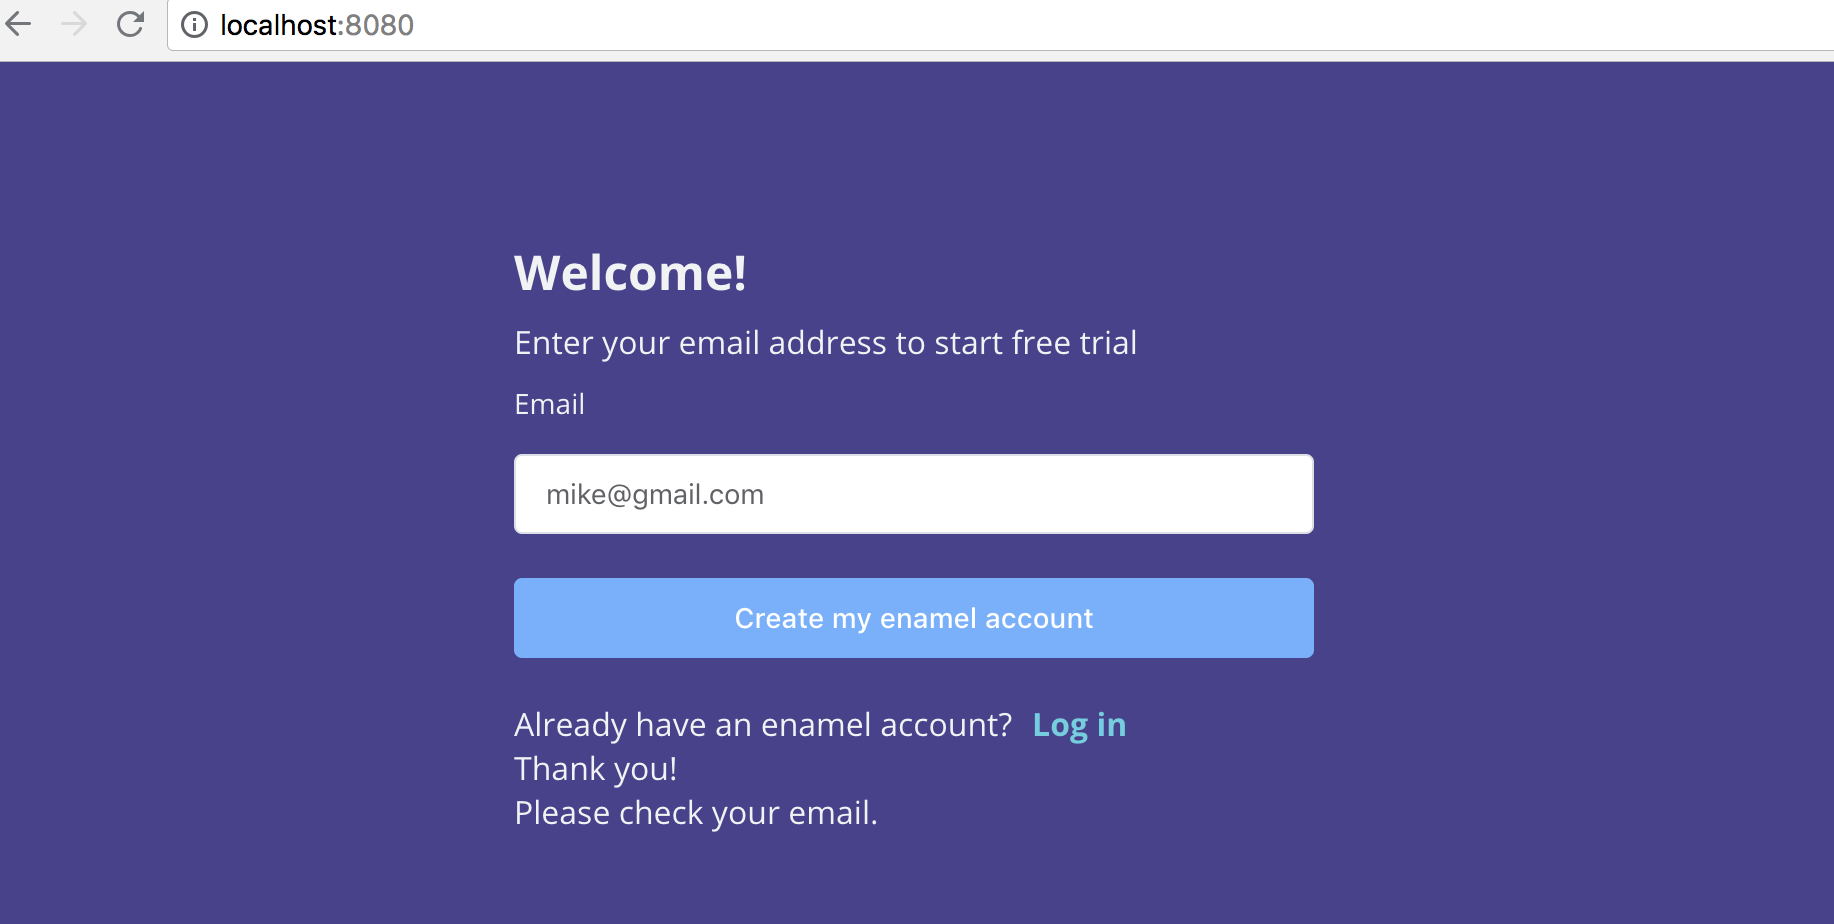 localhost:8080
Welcome!
Enter your email address to start free trial
Email
mike@gmail.com
Create my enamel account
Already have an enamel account? Log in
Thank you!
Please check your email.